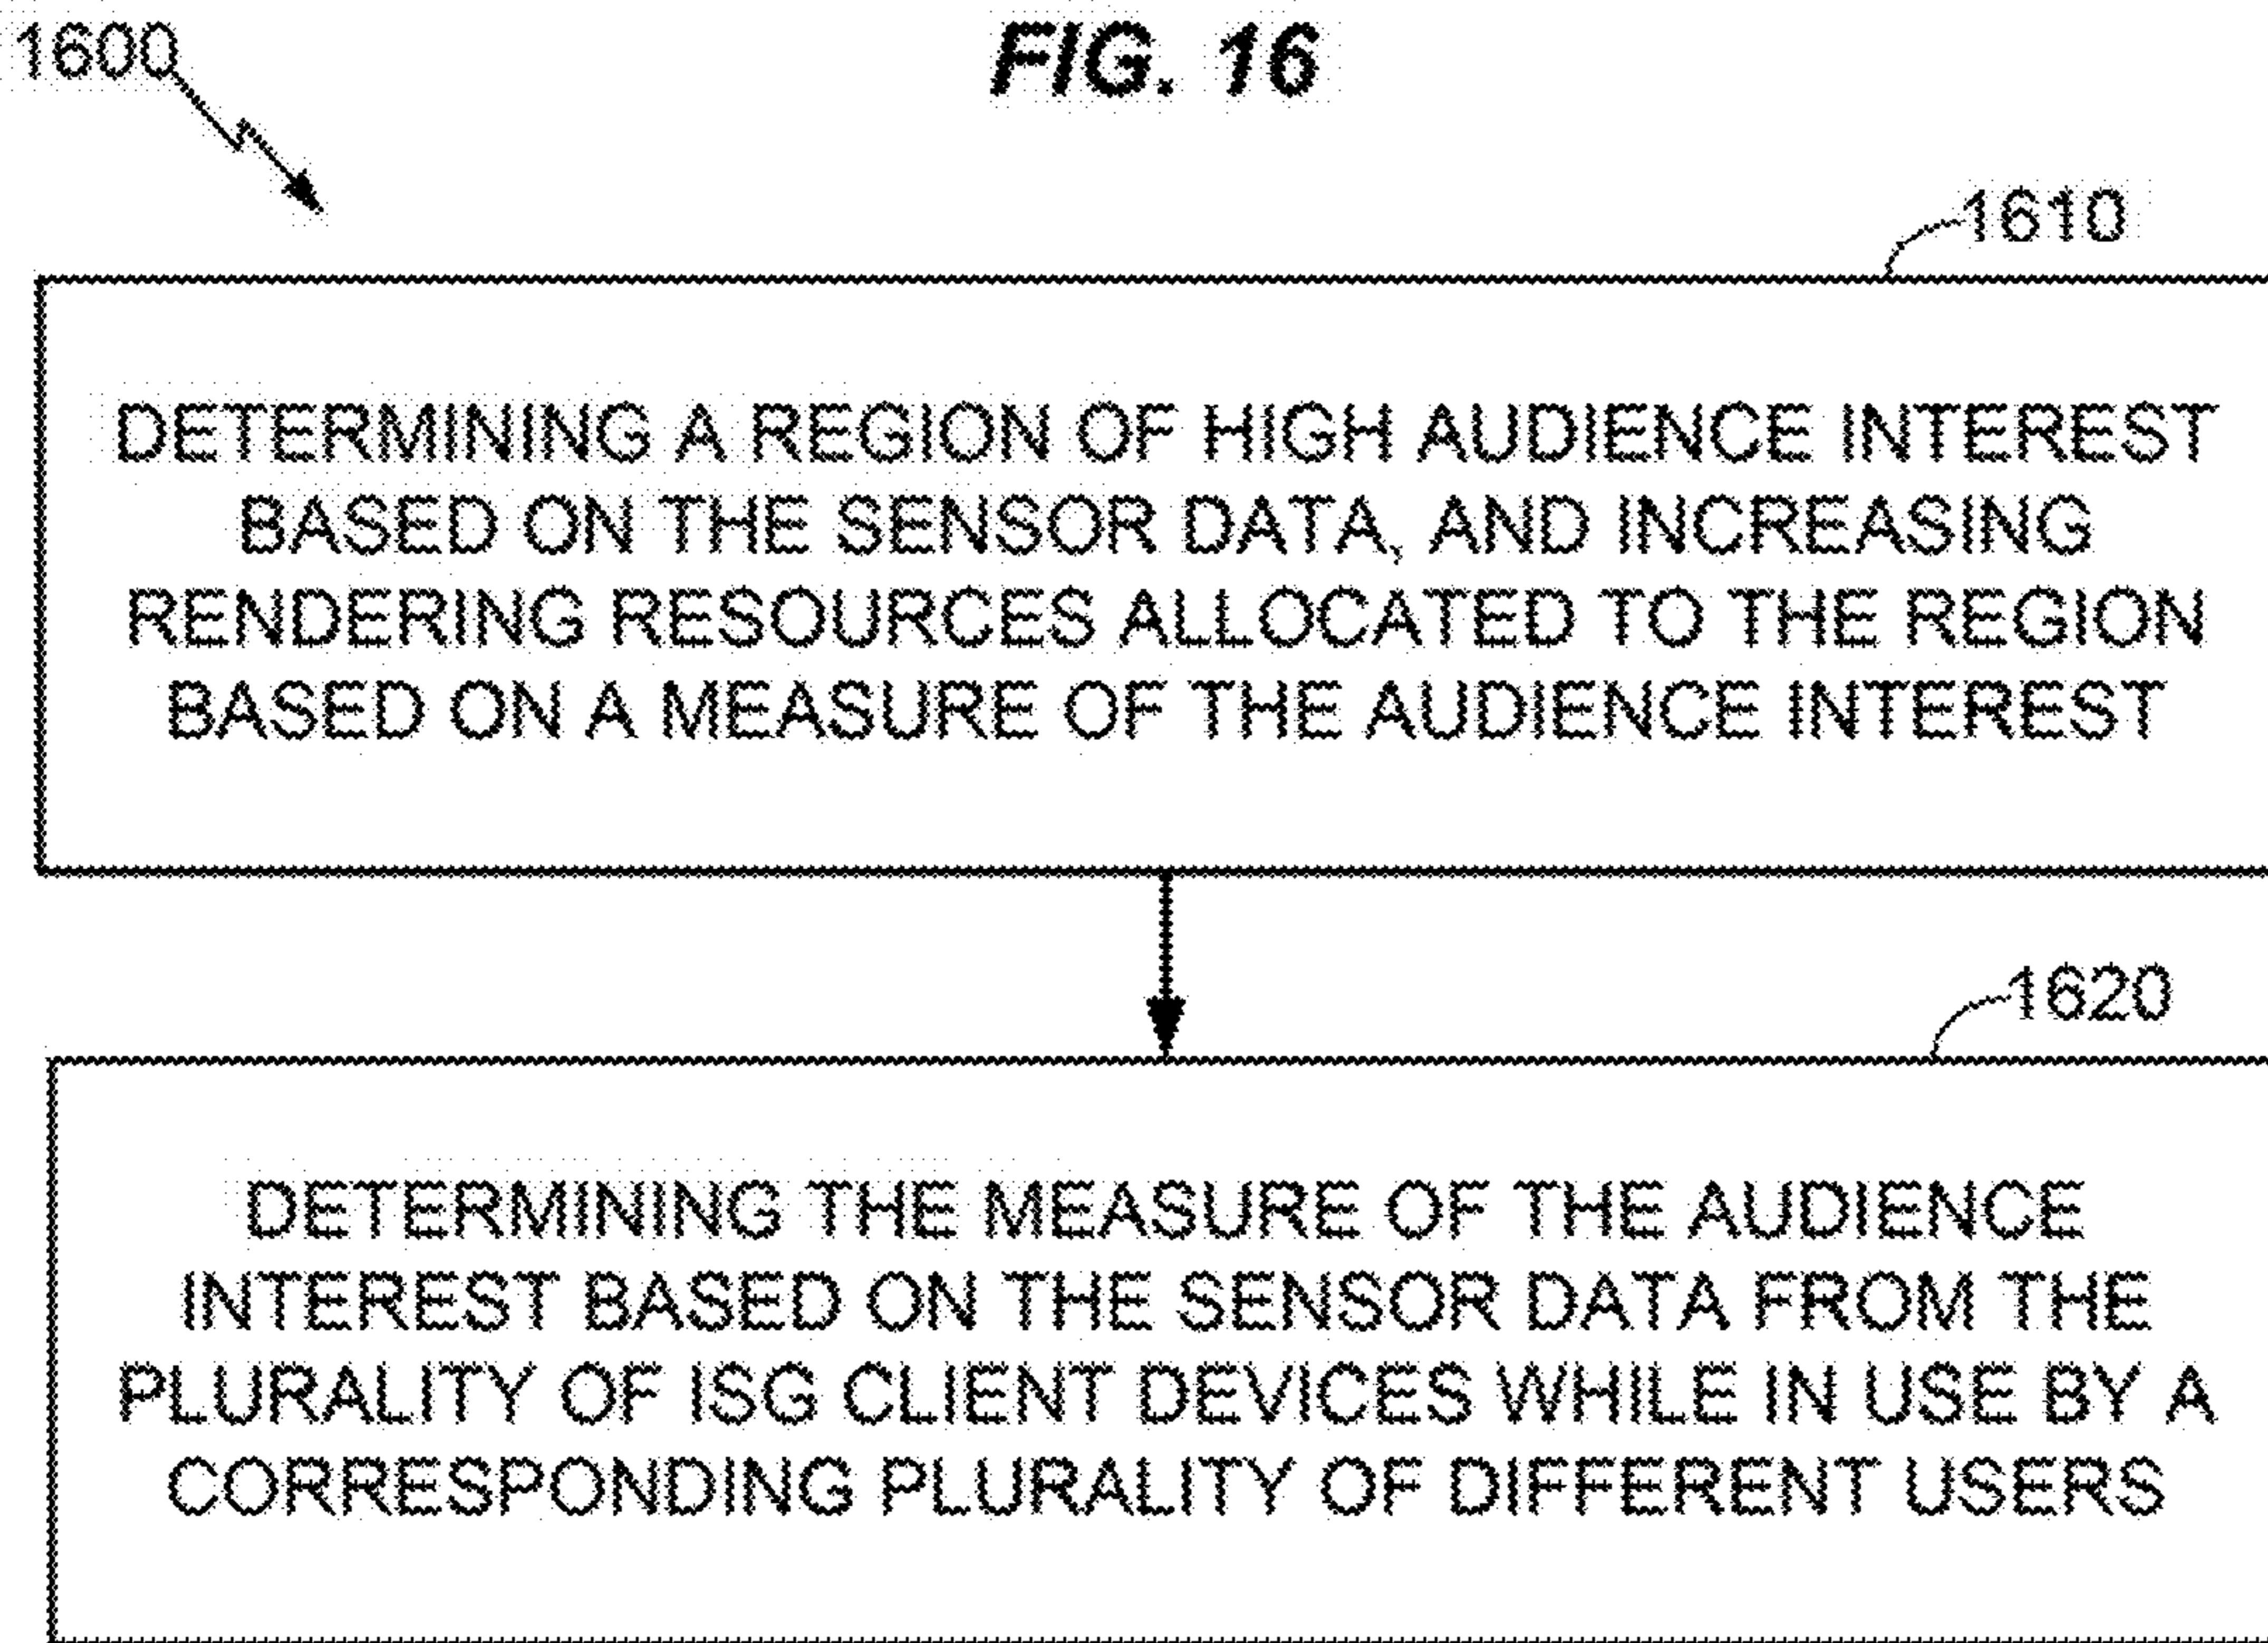 1600
FIG. 16
1610
DETERMINING A REGION OF HIGH AUDIENCE INTEREST
BASED ON THE SENSOR DATA, AND INCREASING
RENDERING RESOURCES ALLOCATED TO THE REGION
BASED ON A MEASURE OF THE AUDIENCE INTEREST
1620
DETERMINING THE MEASURE OF THE AUDIENCE
INTEREST BASED ON THE SENSOR DATA FROM THE
PLURALITY OF ISG CLIENT DEVICES WHILE IN USE BY A
CORRESPONDING PLURALITY OF DIFFERENT USERS